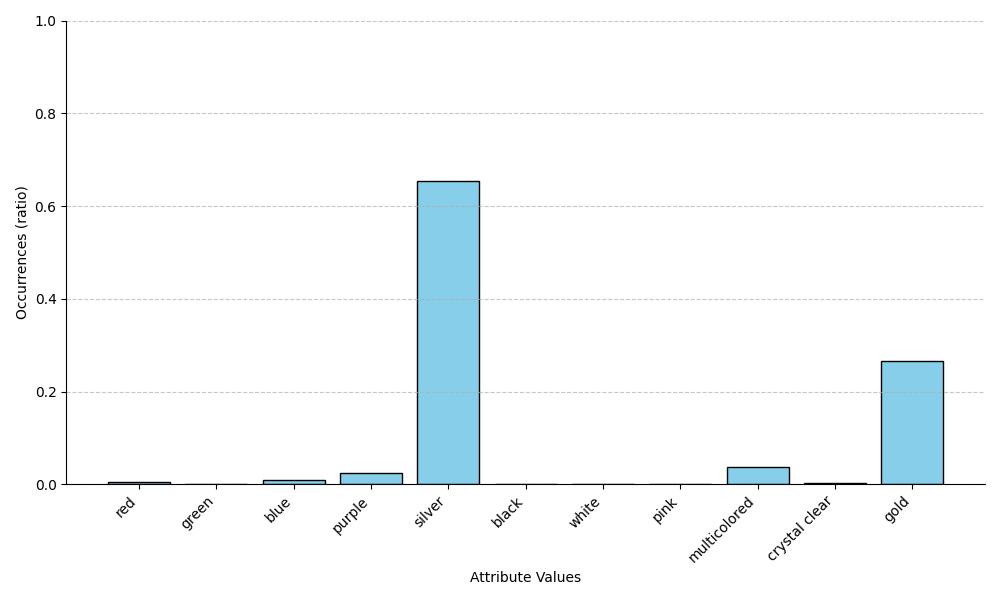 1.0
0.8
0.6
0.4
0.2
0.0
Occurrences (ratio)
red
green
blue
purple
silver
black
white
pink
multicolored
crystal clear
gold
Attribute Values